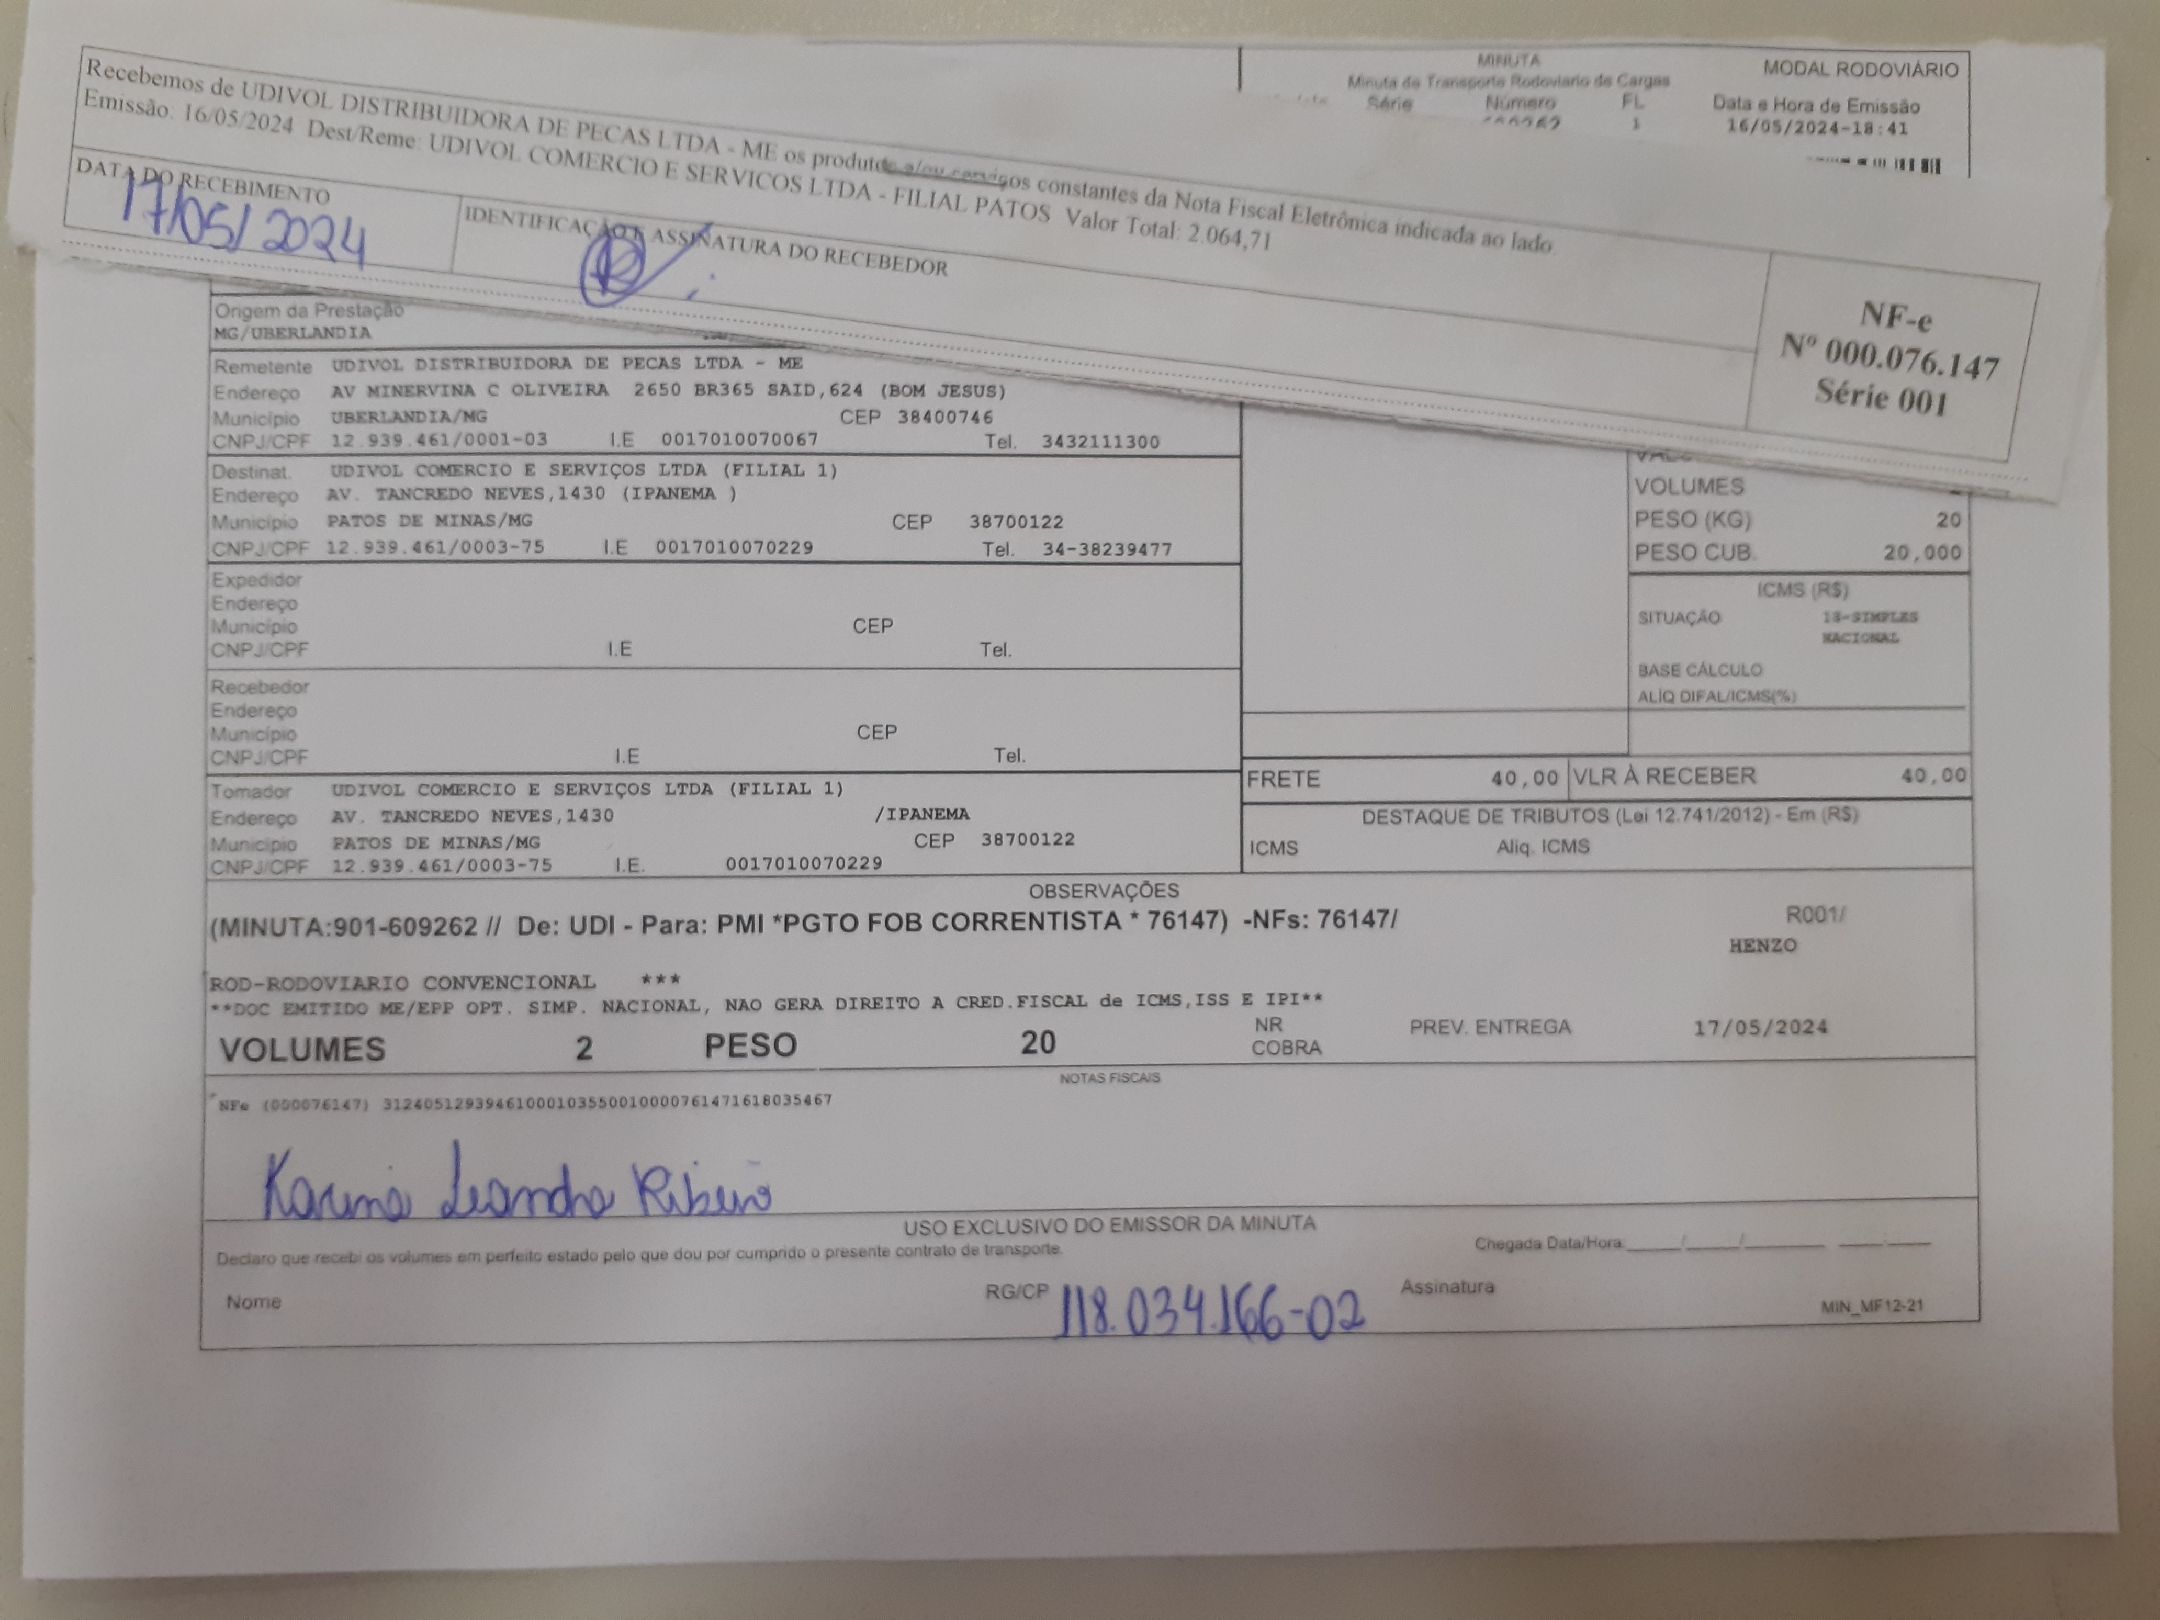 Recebemos de UDIVOL DISTRIBUIDORA DE PECAS LTDA - ME os produtos e/ou serviços constantes da Nota Fiscal Eletrônica indicada ao lado.
Emissão: 16/05/2024 Dest/Reme: UDIVOL COMERCIO E SERVICOS LTDA - FILIAL PATOS Valor Total: 2.064,71
DATA DO RECEBIMENTO
17/05/2024
IDENTIFICAÇÃO E ASSINATURA DO RECEBEDOR
NF-e
Nº 000.076.147
Série 001
MINUTA
Minuta de Transporte Rodoviario de Cargas
Série Número FL
1
MODAL RODOVIÁRIO
Data e Hora de Emissão
16/05/2024-18:41
Origem da Prestação
MG/UBERLANDIA
Remetente UDIVOL DISTRIBUIDORA DE PECAS LTDA - ME
Endereço AV MINERVINA C OLIVEIRA 2650 BR365 SAID,624 (BOM JESUS)
Município UBERLANDIA/MG CEP 38400746
CNPJ/CPF 12.939.461/0001-03 I.E 0017010070067 Tel. 3432111300
Destinat. UDIVOL COMERCIO E SERVIÇOS LTDA (FILIAL 1)
Endereço AV. TANCREDO NEVES,1430 (IPANEMA )
Município PATOS DE MINAS/MG CEP 38700122
CNPJ/CPF 12.939.461/0003-75 I.E 0017010070229 Tel. 34-38239477
Expedidor
Endereço
Município CEP
CNPJ/CPF I.E Tel.
Recebedor
Endereço
Município CEP
CNPJ/CPF I.E Tel.
Tomador UDIVOL COMERCIO E SERVIÇOS LTDA (FILIAL 1)
Endereço AV. TANCREDO NEVES,1430 /IPANEMA
Município PATOS DE MINAS/MG CEP 38700122
CNPJ/CPF 12.939.461/0003-75 I.E. 0017010070229
VOLUMES
PESO (KG) 20
PESO CUB. 20,000
ICMS (R$)
SITUAÇÃO 18-SIMPLES
NACIONAL
BASE CÁLCULO
ALÍQ DIFAL/ICMS(%)
FRETE 40,00 VLR À RECEBER 40,00
DESTAQUE DE TRIBUTOS (Lei 12.741/2012) - Em (R$)
ICMS Aliq. ICMS
OBSERVAÇÕES
(MINUTA:901-609262 // De: UDI - Para: PMI *PGTO FOB CORRENTISTA * 76147) -NFs: 76147/
R001/
HENZO
ROD-RODOVIARIO CONVENCIONAL ***
**DOC EMITIDO ME/EPP OPT. SIMP. NACIONAL, NAO GERA DIREITO A CRED.FISCAL de ICMS,ISS E IPI**
VOLUMES 2 PESO 20 NR COBRA PREV. ENTREGA 17/05/2024
NOTAS FISCAIS
NFe (000076147) 31240512939461000103550010000761471618035467
Karina Leandra Ribeiro
USO EXCLUSIVO DO EMISSOR DA MINUTA
Declaro que recebi os volumes em perfeito estado pelo que dou por cumprido o presente contrato de transporte.
Chegada Data/Hora: ____/____/______ ____:____
Nome RG/CP 118.034.166-02 Assinatura
MIN_MF12-21